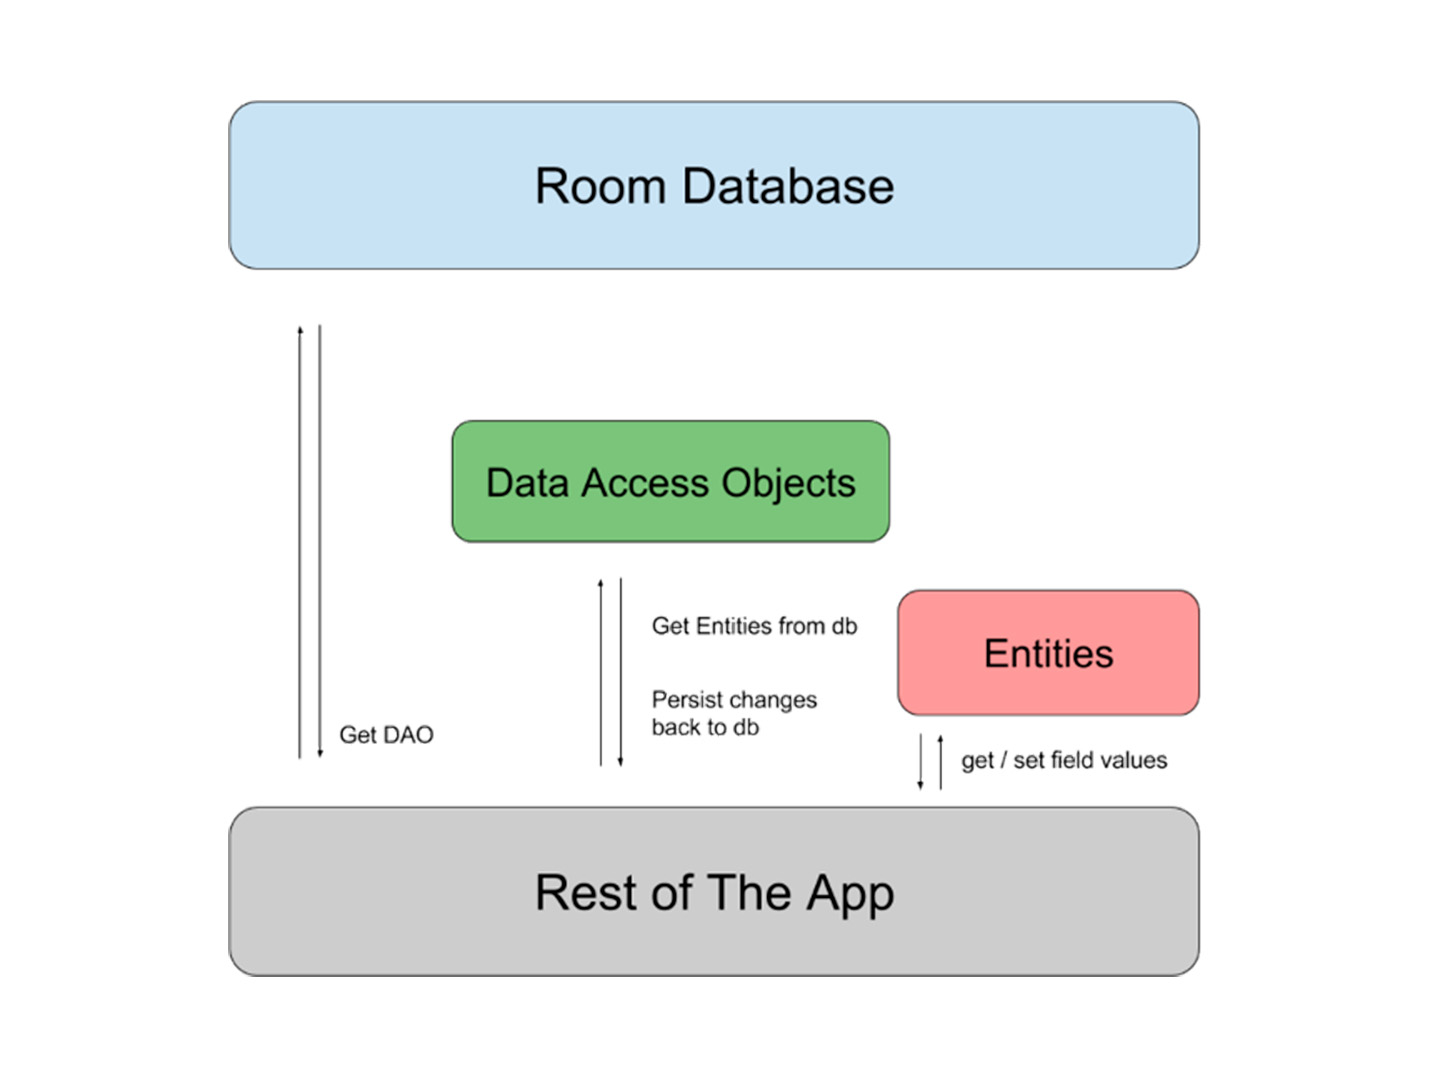 Room Database
Data Access Objects
Get Entities from db
Entities
Persist changes
back to db
Get DAO
get / set field values
Rest of The App